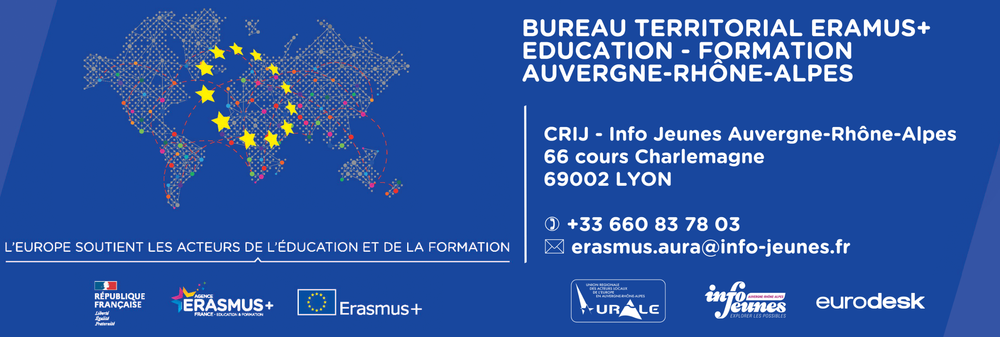 BUREAU TERRITORIAL ERAMUS+
EDUCATION - FORMATION
AUVERGNE-RHÔNE-ALPES
CRIJ - Info Jeunes Auvergne-Rhône-Alpes
66 cours Charlemagne
69002 LYON
+33 660 83 78 03
erasmus.aura@info-jeunes.fr
L'EUROPE SOUTIENT LES ACTEURS DE L'ÉDUCATION ET DE LA FORMATION
RÉPUBLIQUE
FRANÇAISE
Liberté
Égalité
Fraternité
AGENCE
ERASMUS+
FRANCE - EDUCATION & FORMATION
Erasmus+
UNION REGIONALE
DES ACTEURS LOCAUX
DE L'EUROPE
EN AUVERGNE-RHÔNE-ALPES
URALE
info
AUVERGNE-RHÔNE-ALPES
Jeunes
EXPLORER LES POSSIBLES
eurodesk